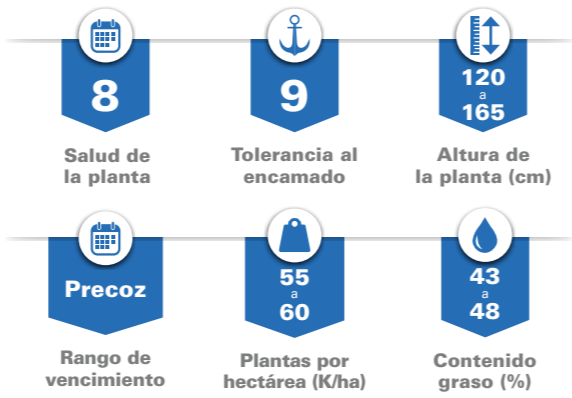 8
Salud de
la planta
9
Tolerancia al
encamado
120
a
165
Altura de
la planta (cm)
Precoz
Rango de
vencimiento
55
a
60
Plantas por
hectárea (K/ha)
43
a
48
Contenido
graso (%)